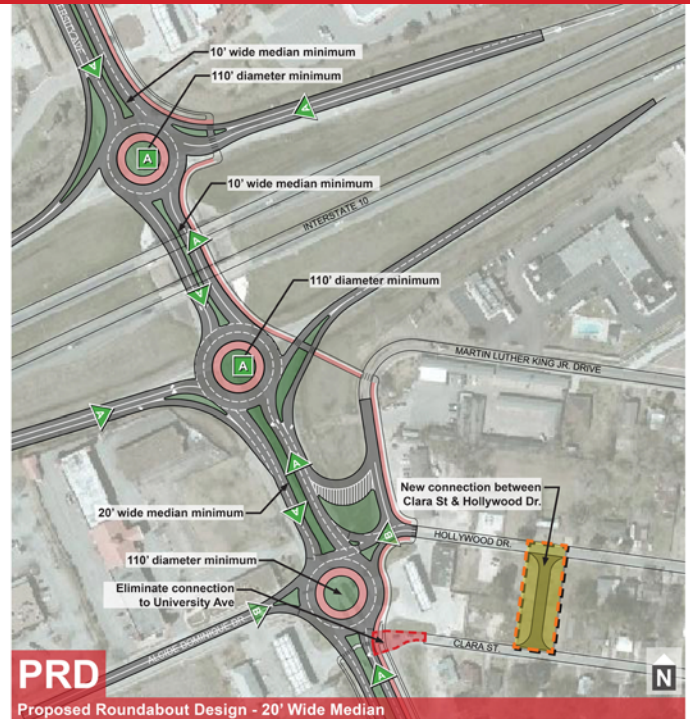 ERSITY AVE
A
10' wide median minimum
110' diameter minimum
A
A
10' wide median minimum
INTERSTATE 10
A
A
110' diameter minimum
A
MARTIN LUTHER KING JR. DRIVE
A
A
20' wide median minimum
A
New connection between
Clara St & Hollywood Dr.
B
HOLLYWOOD DR.
110' diameter minimum
Eliminate connection
to University Ave
B
ALCIDE DOMINIQUE DR.
CLARA ST.
A
PRD
N
Proposed Roundabout Design - 20' Wide Median